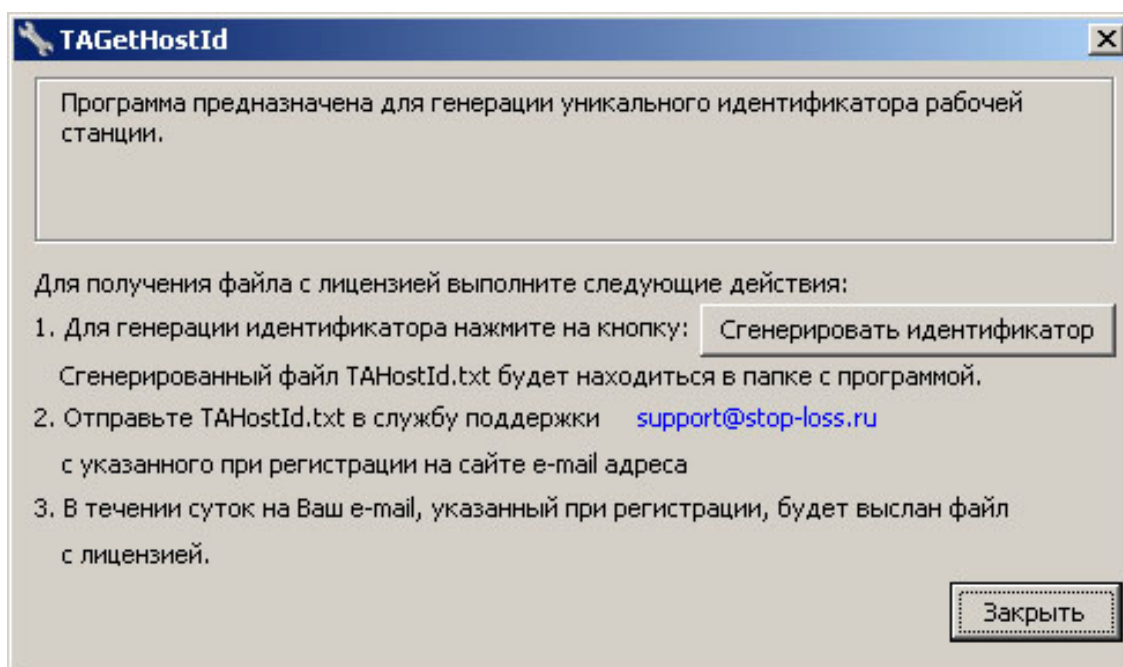 TAGetHostId
Программа предназначена для генерации уникального идентификатора рабочей
станции.
Для получения файла с лицензией выполните следующие действия:
1. Для генерации идентификатора нажмите на кнопку: Сгенерировать идентификатор
Сгенерированный файл TAHostId.txt будет находиться в папке с программой.
2. Отправьте TAHostId.txt в службу поддержки support@stop-loss.ru
с указанного при регистрации на сайте e-mail адреса
3. В течении суток на Ваш e-mail, указанный при регистрации, будет выслан файл
с лицензией.
Закрыть